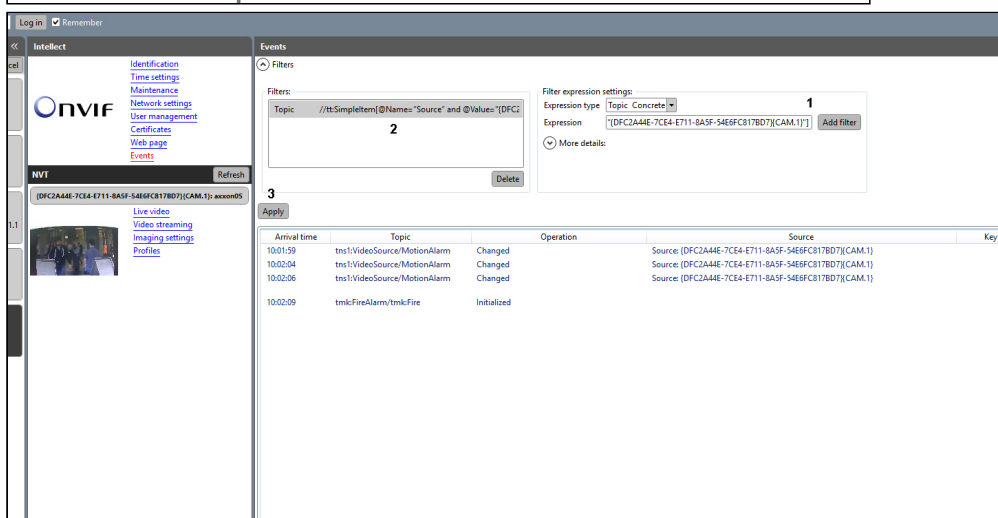 Log in Remember
« Intellect Events
cel
Identification
Time settings
Maintenance
Network settings
User management
Certificates
Web page
Events
ONVIF
Filters
Filters:
Topic //tt:SimpleItem[@Name="Source" and @Value="{DFC2
2
Delete
Filter expression settings:
Expression type Topic Concrete 1
Expression "{DFC2A44E-7CE4-E711-8A5F-54E6FC817BD7}{CAM.1}"] Add filter
More details:
NVT Refresh
{DFC2A44E-7CE4-E711-8A5F-54E6FC817BD7}{CAM.1}: axxon05
1.1
Live video
Video streaming
Imaging settings
Profiles
3
Apply
Arrival time Topic Operation Source Key
10:01:59 tns1:VideoSource/MotionAlarm Changed Source: {DFC2A44E-7CE4-E711-8A5F-54E6FC817BD7}{CAM.1}
10:02:04 tns1:VideoSource/MotionAlarm Changed Source: {DFC2A44E-7CE4-E711-8A5F-54E6FC817BD7}{CAM.1}
10:02:06 tns1:VideoSource/MotionAlarm Changed Source: {DFC2A44E-7CE4-E711-8A5F-54E6FC817BD7}{CAM.1}
10:02:09 tmk:FireAlarm/tmk:Fire Initialized